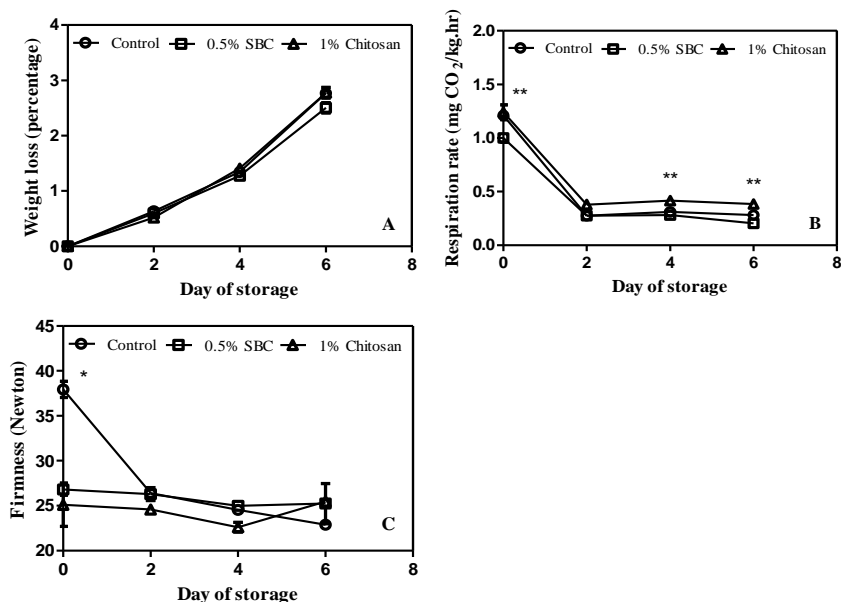 4
Control 0.5% SBC 1% Chitosan
3
2
1
0
0 2 4 6 8
Weight loss (percentage)
Day of storage
A
2.0
Control 0.5% SBC 1% Chitosan
1.5
**
1.0
** **
0.5
0.0
0 2 4 6 8
Respiration rate (mg CO2/kg.hr)
Day of storage
B
45
Control 0.5% SBC 1% Chitosan
40
*
35
30
25
20
0 2 4 6 8
Firmness (Newton)
Day of storage
C